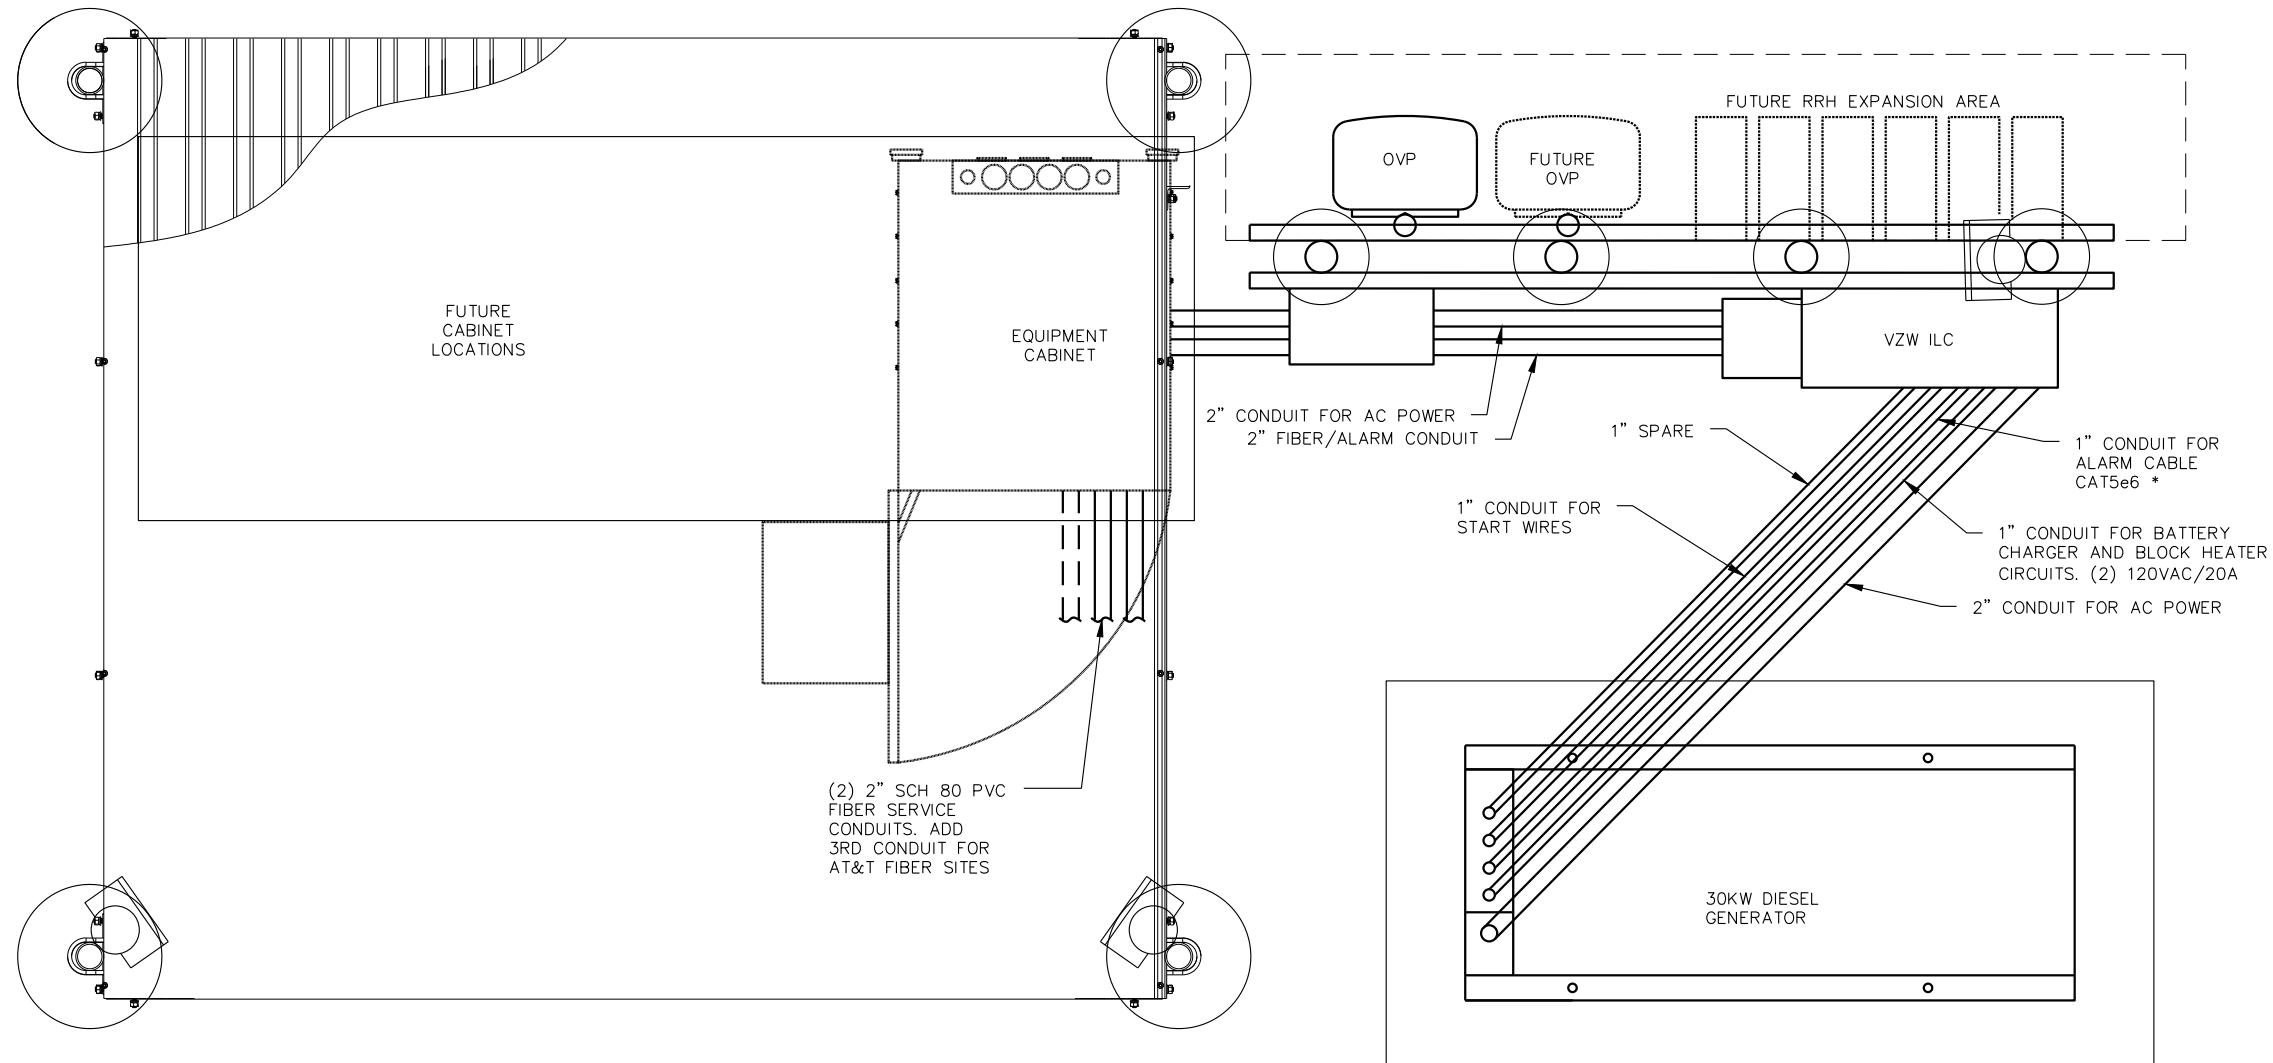 FUTURE RRH EXPANSION AREA
OVP
FUTURE
OVP
FUTURE
CABINET
LOCATIONS
EQUIPMENT
CABINET
VZW ILC
2" CONDUIT FOR AC POWER
2" FIBER/ALARM CONDUIT
1" SPARE
1" CONDUIT FOR
ALARM CABLE
CAT5e6 *
1" CONDUIT FOR
START WIRES
1" CONDUIT FOR BATTERY
CHARGER AND BLOCK HEATER
CIRCUITS. (2) 120VAC/20A
2" CONDUIT FOR AC POWER
(2) 2" SCH 80 PVC
FIBER SERVICE
CONDUITS. ADD
3RD CONDUIT FOR
AT&T FIBER SITES
30KW DIESEL
GENERATOR